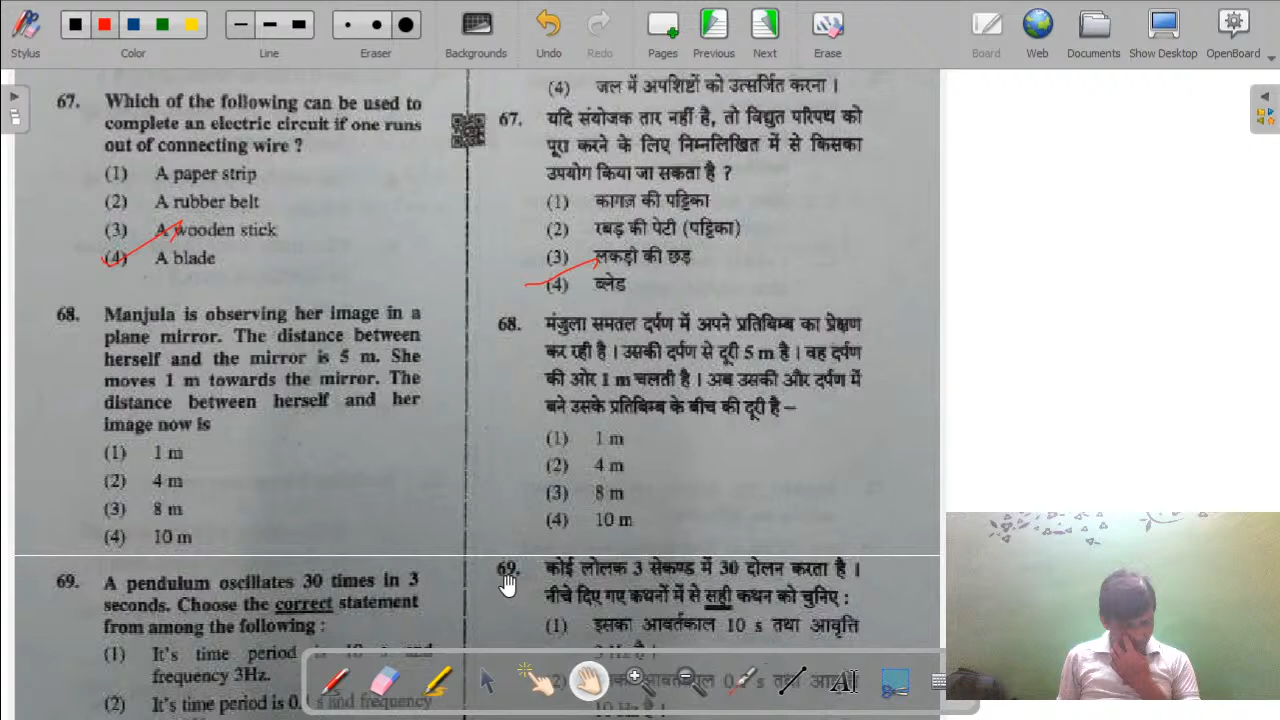 Stylus
Color
Line
Eraser
Backgrounds
Undo
Redo
Pages
Previous
Next
Erase
Board
Web
Documents
Show Desktop
OpenBoard
67. Which of the following can be used to
complete an electric circuit if one runs
out of connecting wire ?
(1) A paper strip
(2) A rubber belt
(3) A wooden stick
(4) A blade
68. Manjula is observing her image in a
plane mirror. The distance between
herself and the mirror is 5 m. She
moves 1 m towards the mirror. The
distance between herself and her
image now is
(1) 1 m
(2) 4 m
(3) 8 m
(4) 10 m
69. A pendulum oscillates 30 times in 3
seconds. Choose the correct statement
from among the following :
(1) It's time period is 10 s and
frequency 3Hz.
(2) It's time period is 0.1 s and frequency
(4) जल में अपशिष्टों को उत्सर्जित करना ।
67. यदि संयोजक तार नहीं है, तो विद्युत परिपथ को
पूरा करने के लिए निम्नलिखित में से किसका
उपयोग किया जा सकता है ?
(1) कागज़ की पट्टिका
(2) रबड़ की पेटी (पट्टिका)
(3) लकड़ी की छड़
(4) ब्लेड
68. मंजुला समतल दर्पण में अपने प्रतिबिम्ब का प्रेक्षण
कर रही है । उसकी दर्पण से दूरी 5 m है । वह दर्पण
की ओर 1 m चलती है । अब उसकी और दर्पण में
बने उसके प्रतिबिम्ब के बीच की दूरी है –
(1) 1 m
(2) 4 m
(3) 8 m
(4) 10 m
69. कोई लोलक 3 सेकण्ड में 30 दोलन करता है ।
नीचे दिए गए कथनों में से सही कथन को चुनिए :
(1) इसका आवर्तकाल 10 s तथा आवृत्ति
3 Hz है ।
10 Hz है ।